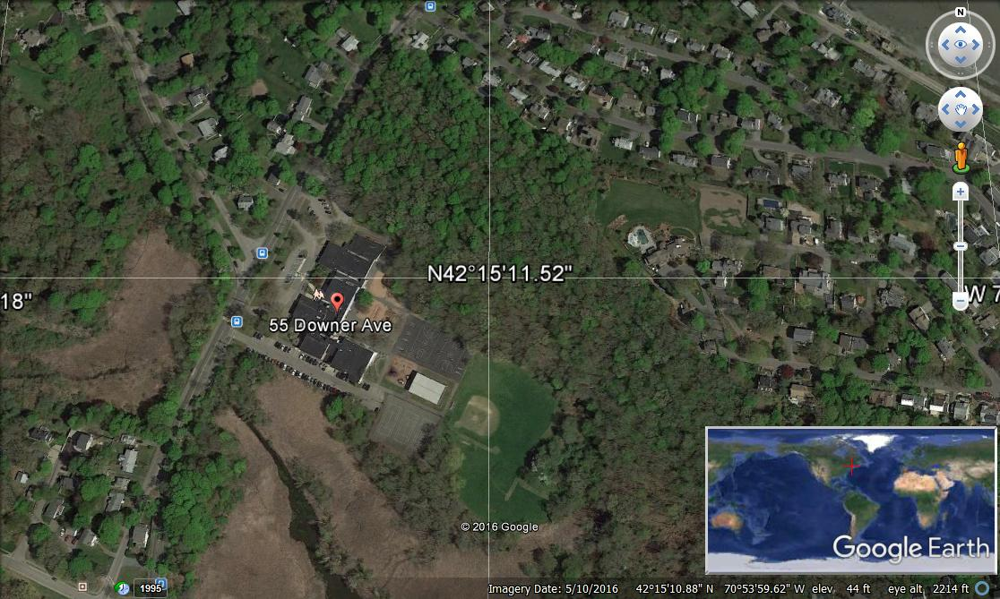 N
N42°15'11.52"
18"
W 7
55 Downer Ave
© 2016 Google
Google Earth
1995
Imagery Date: 5/10/2016 42°15'10.88" N 70°53'59.62" W elev 44 ft eye alt 2214 ft